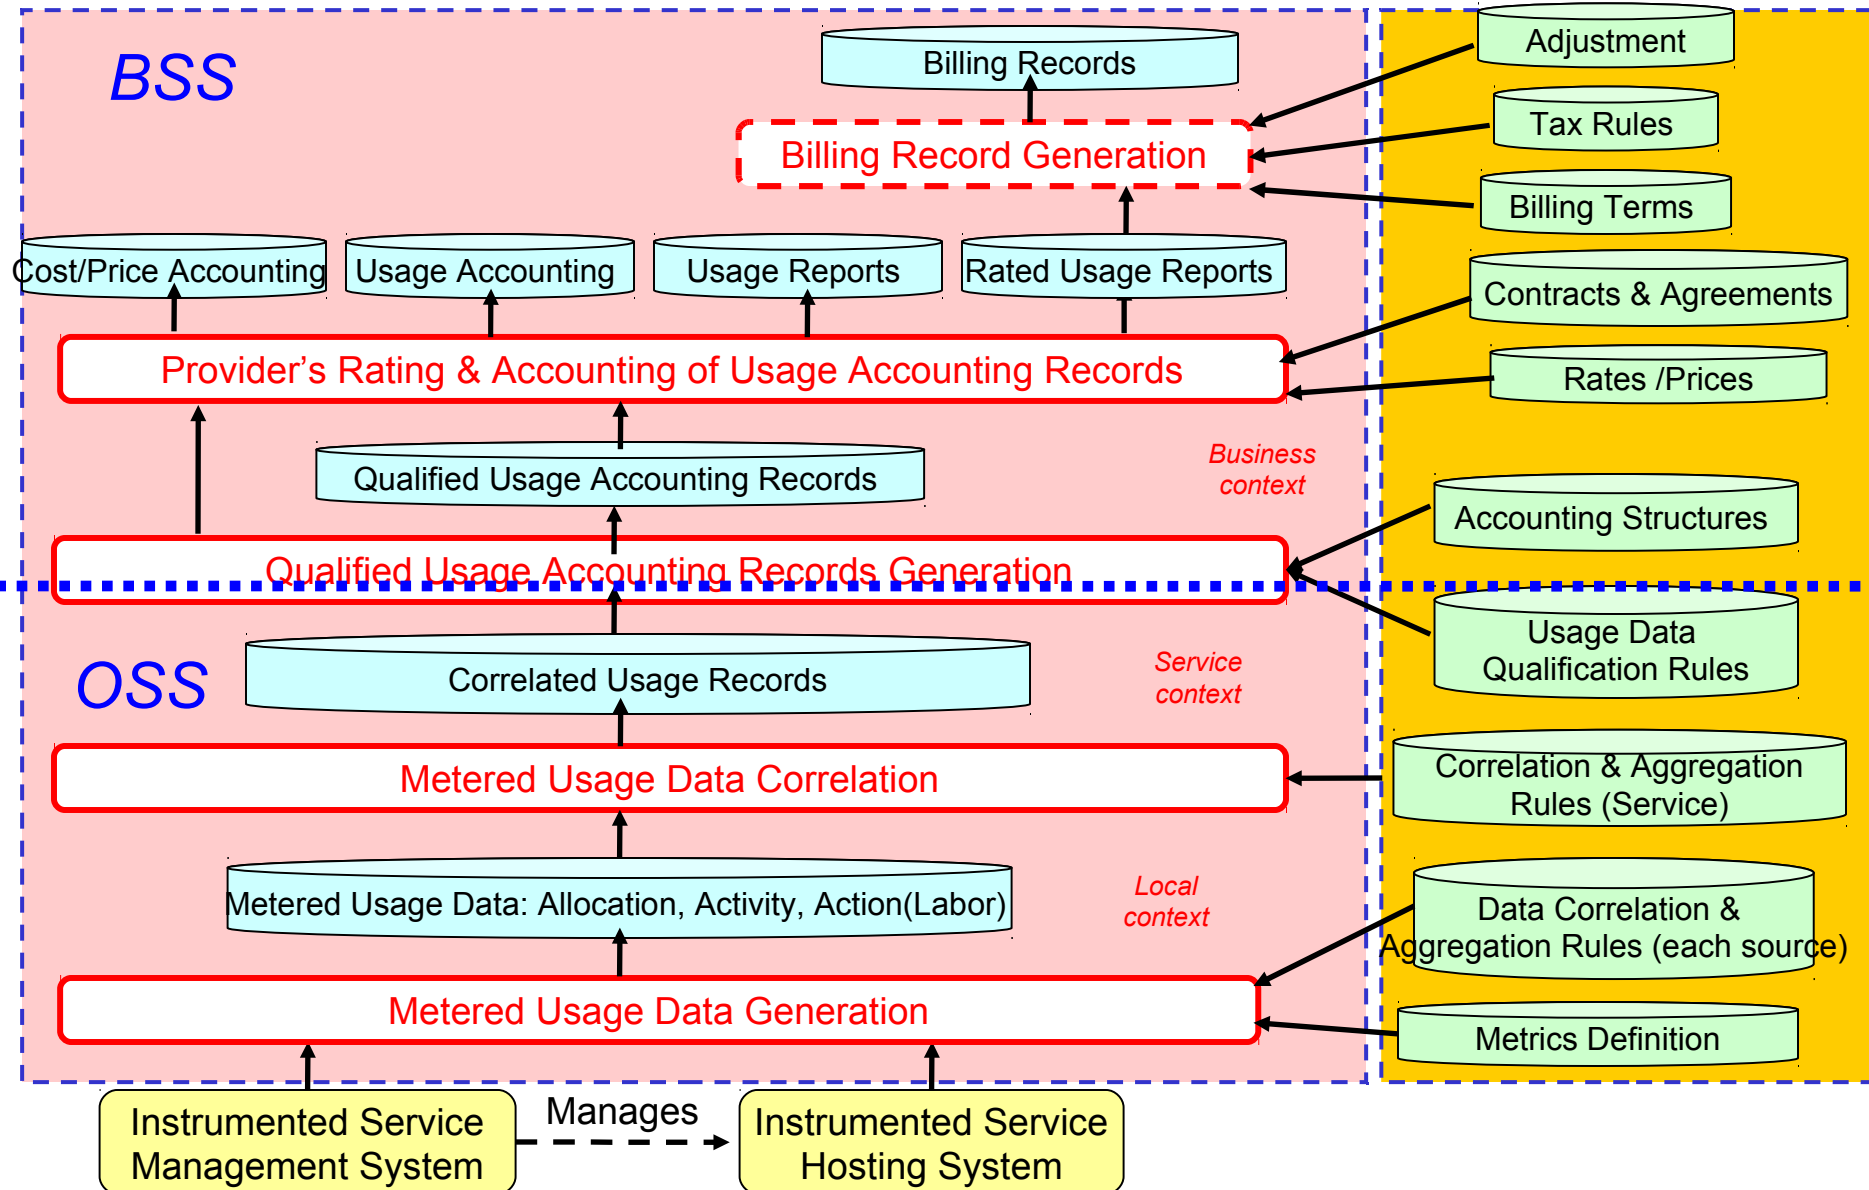 BSS
Billing Records
Adjustment
Billing Record Generation
Tax Rules
Billing Terms
Cost/Price Accounting
Usage Accounting
Usage Reports
Rated Usage Reports
Contracts & Agreements
Provider’s Rating & Accounting of Usage Accounting Records
Rates /Prices
Qualified Usage Accounting Records
Business
context
Accounting Structures
Qualified Usage Accounting Records Generation
OSS
Correlated Usage Records
Service
context
Usage Data
Qualification Rules
Metered Usage Data Correlation
Correlation & Aggregation
Rules (Service)
Metered Usage Data: Allocation, Activity, Action(Labor)
Local
context
Data Correlation &
Aggregation Rules (each source)
Metered Usage Data Generation
Metrics Definition
Instrumented Service
Management System
Manages
Instrumented Service
Hosting System